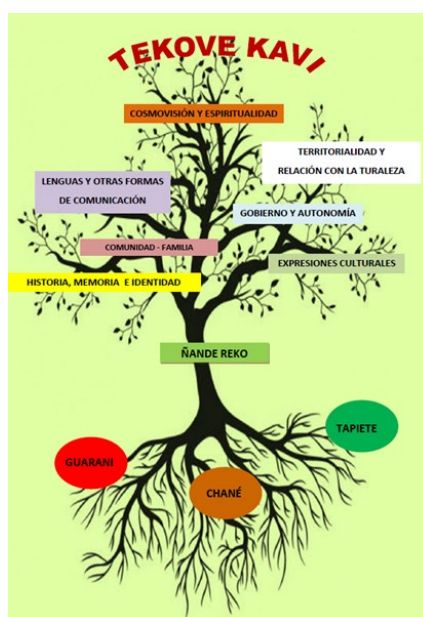 TEKOVE KAVI
COSMOVISIÓN Y ESPIRITUALIDAD
TERRITORIALIDAD Y
RELACIÓN CON LA TURALEZA
LENGUAS Y OTRAS FORMAS
DE COMUNICACIÓN
GOBIERNO Y AUTONOMÍA
COMUNIDAD - FAMILIA
EXPRESIONES CULTURALES
HISTORIA, MEMORIA E IDENTIDAD
ÑANDE REKO
TAPIETE
GUARANI
CHANÉ